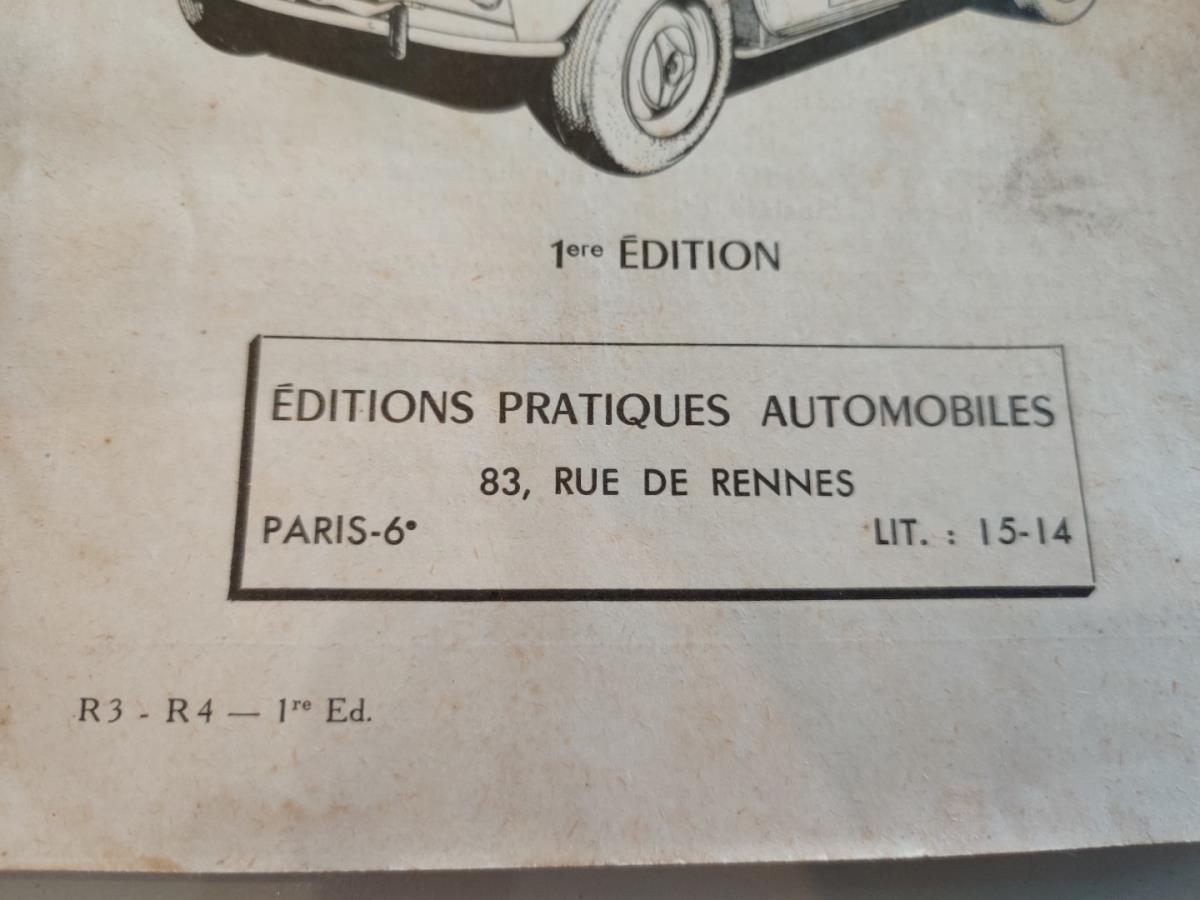 1ere ÉDITION
ÉDITIONS PRATIQUES AUTOMOBILES
83, RUE DE RENNES
PARIS-6e LIT. : 15-14
R3 - R4 — 1re Ed.